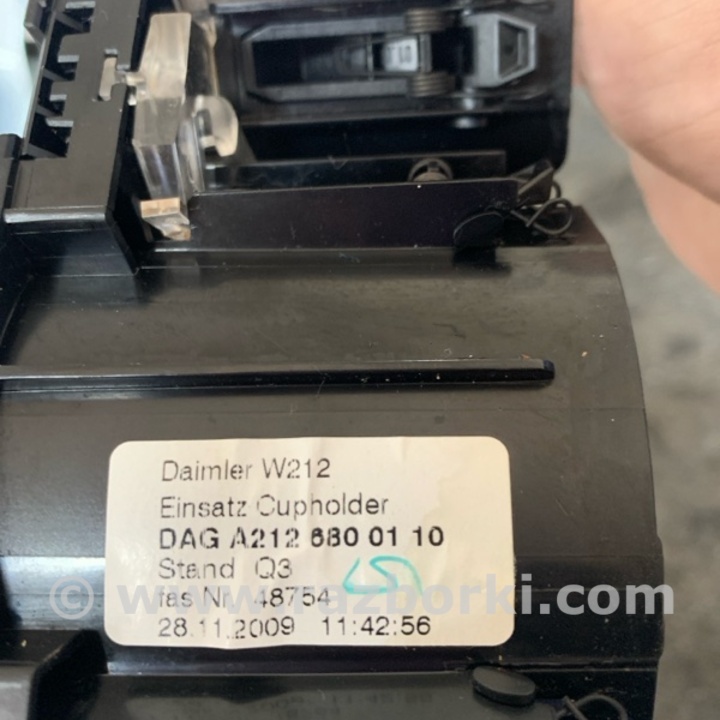 Daimler W212
Einsatz Cupholder
DAG A212 680 01 10
Stand Q3
fas Nr. 48754
28.11.2009 11:42:56
© www.razborki.com